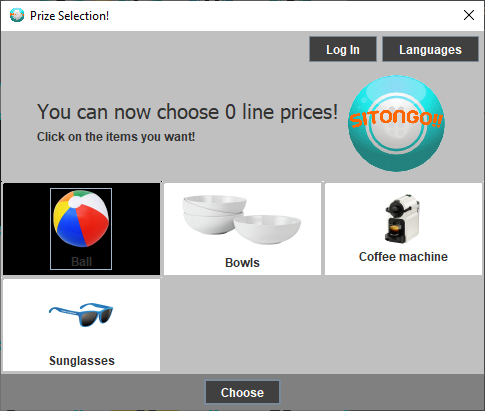 Prize Selection!
Log In
Languages
You can now choose 0 line prices!
SITONGON
Click on the items you want!
Ball
Bowls
Coffee machine
Sunglasses
Choose